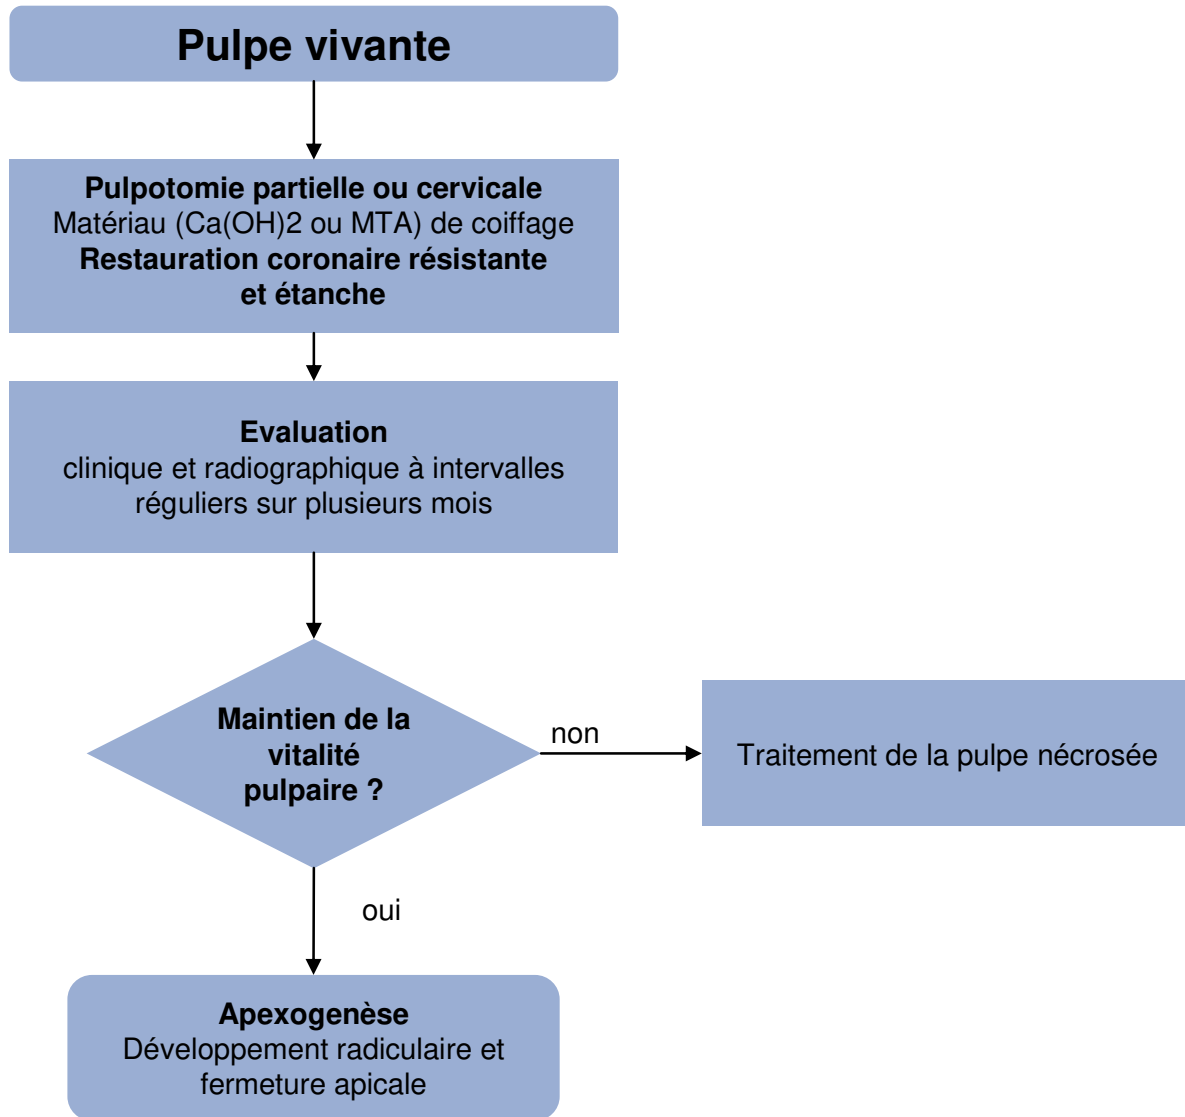 Pulpe vivante
Pulpotomie partielle ou cervicale
Matériau (Ca(OH)2 ou MTA) de coiffage
Restauration coronaire résistante
et étanche
Evaluation
clinique et radiographique à intervalles
réguliers sur plusieurs mois
Maintien de la
vitalité
pulpaire ?
non
Traitement de la pulpe nécrosée
oui
Apexogenèse
Développement radiculaire et
fermeture apicale